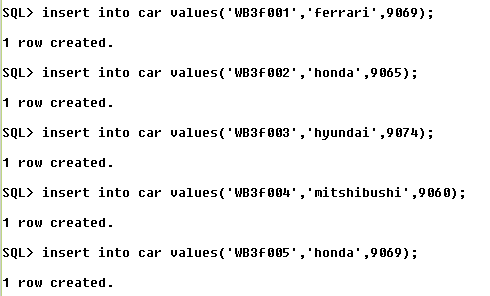 SQL> insert into car values('WB3f001','ferrari',9069);
1 row created.
SQL> insert into car values('WB3f002','honda',9065);
1 row created.
SQL> insert into car values('WB3f003','hyundai',9074);
1 row created.
SQL> insert into car values('WB3f004','mitshibushi',9060);
1 row created.
SQL> insert into car values('WB3f005','honda',9069);
1 row created.